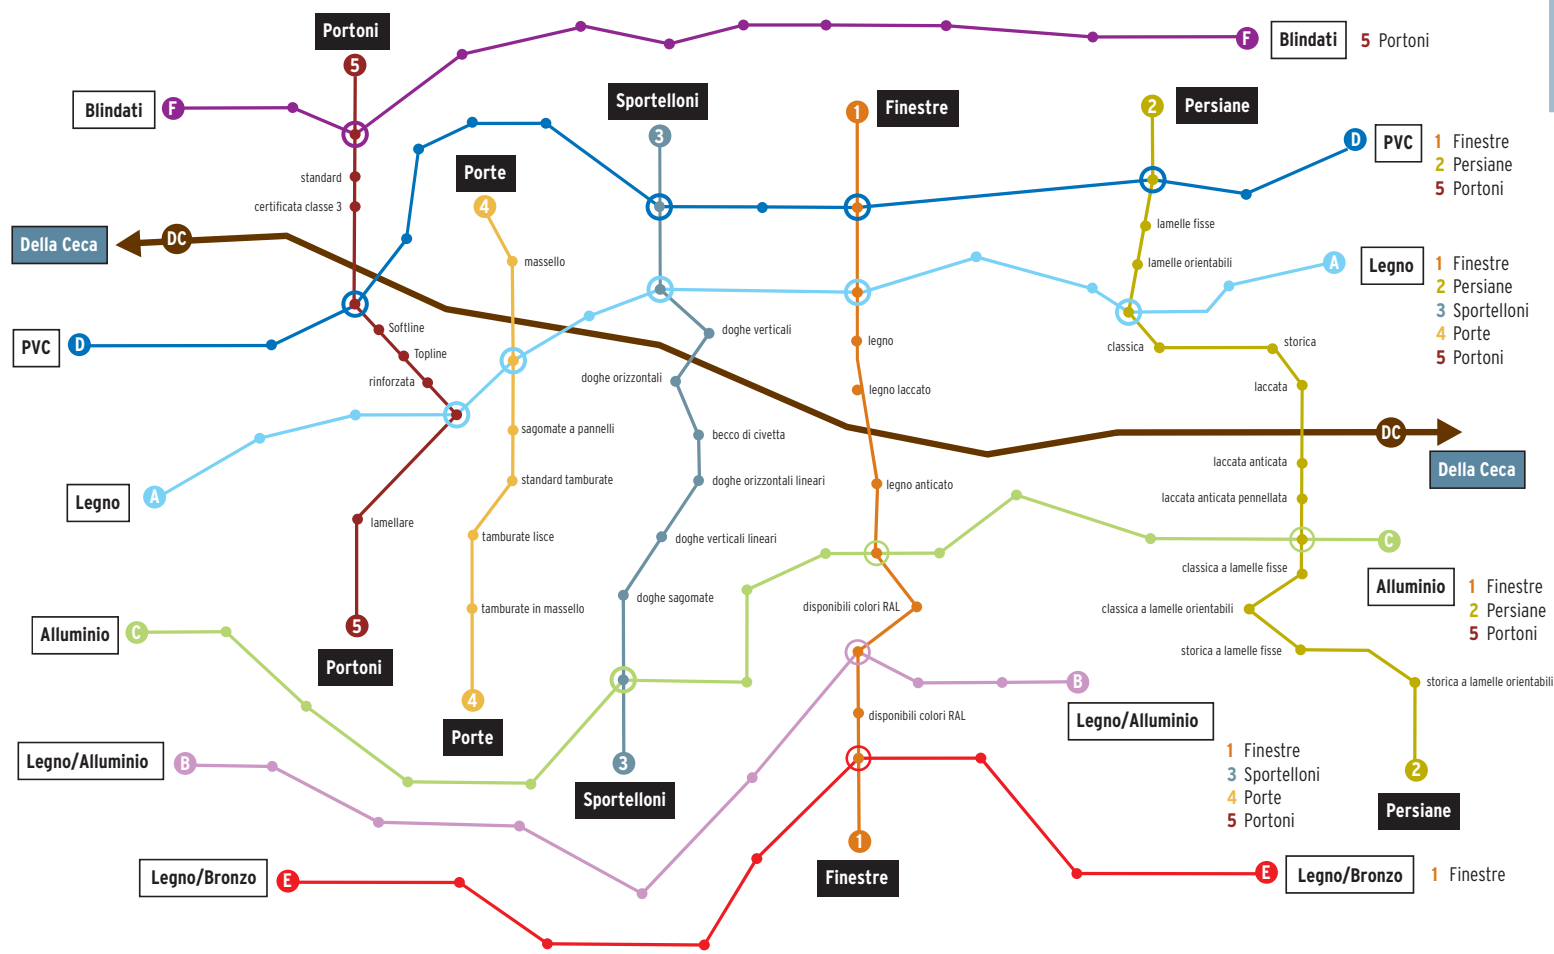 Portoni
5
F
Blindati
5 Portoni
Blindati
F
Sportelloni
3
1
Finestre
2
Persiane
D
PVC
1 Finestre
2 Persiane
5 Portoni
Porte
4
standard
certificata classe 3
Della Ceca
DC
massello
lamelle fisse
lamelle orientabili
A
Legno
1 Finestre
2 Persiane
3 Sportelloni
4 Porte
5 Portoni
PVC
D
Softline
Topline
rinforzata
doghe verticali
doghe orizzontali
legno
legno laccato
classica
storica
laccata
sagomate a pannelli
becco di civetta
DC
Della Ceca
laccata anticata
laccata anticata pennellata
standard tamburate
doghe orizzontali lineari
legno anticato
Legno
A
lamellare
tamburate lisce
doghe verticali lineari
C
classica a lamelle fisse
Alluminio
1 Finestre
2 Persiane
5 Portoni
tamburate in massello
doghe sagomate
disponibili colori RAL
classica a lamelle orientabili
storica a lamelle fisse
storica a lamelle orientabili
Alluminio
C
5
Portoni
4
Porte
B
Legno/Alluminio
1 Finestre
3 Sportelloni
4 Porte
5 Portoni
disponibili colori RAL
Legno/Alluminio
B
3
Sportelloni
2
Persiane
1
Finestre
Legno/Bronzo
E
E
Legno/Bronzo
1 Finestre